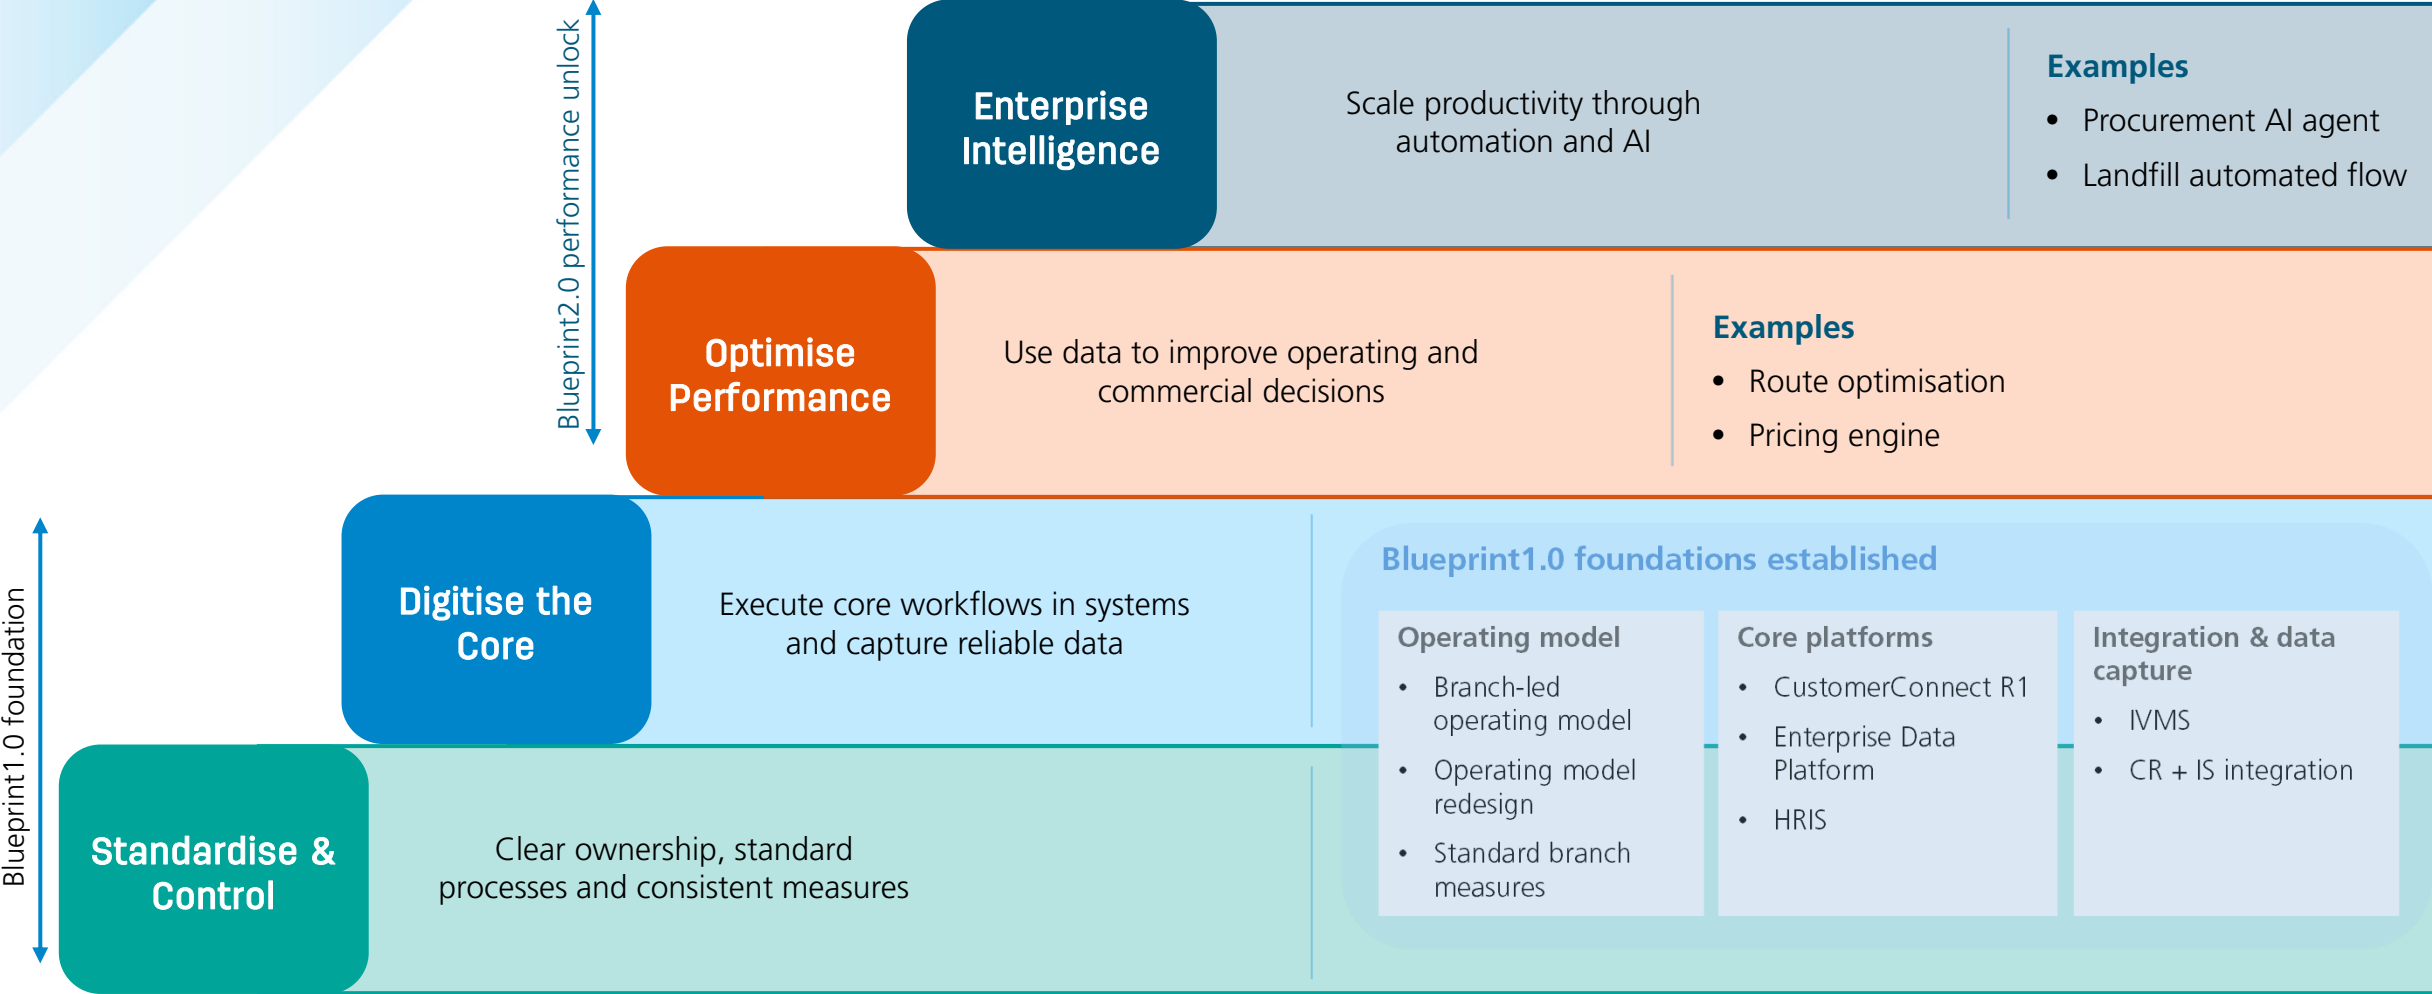 Blueprint2.0 performance unlock
Enterprise
Intelligence
Scale productivity through
automation and AI
Examples
• Procurement AI agent
• Landfill automated flow
Optimise
Performance
Use data to improve operating and
commercial decisions
Examples
• Route optimisation
• Pricing engine
Blueprint1.0 foundation
Digitise the
Core
Execute core workflows in systems
and capture reliable data
Blueprint1.0 foundations established
Operating model
• Branch-led
operating model
• Operating model
redesign
• Standard branch
measures
Core platforms
• CustomerConnect R1
• Enterprise Data
Platform
• HRIS
Integration & data
capture
• IVMS
• CR + IS integration
Standardise &
Control
Clear ownership, standard
processes and consistent measures